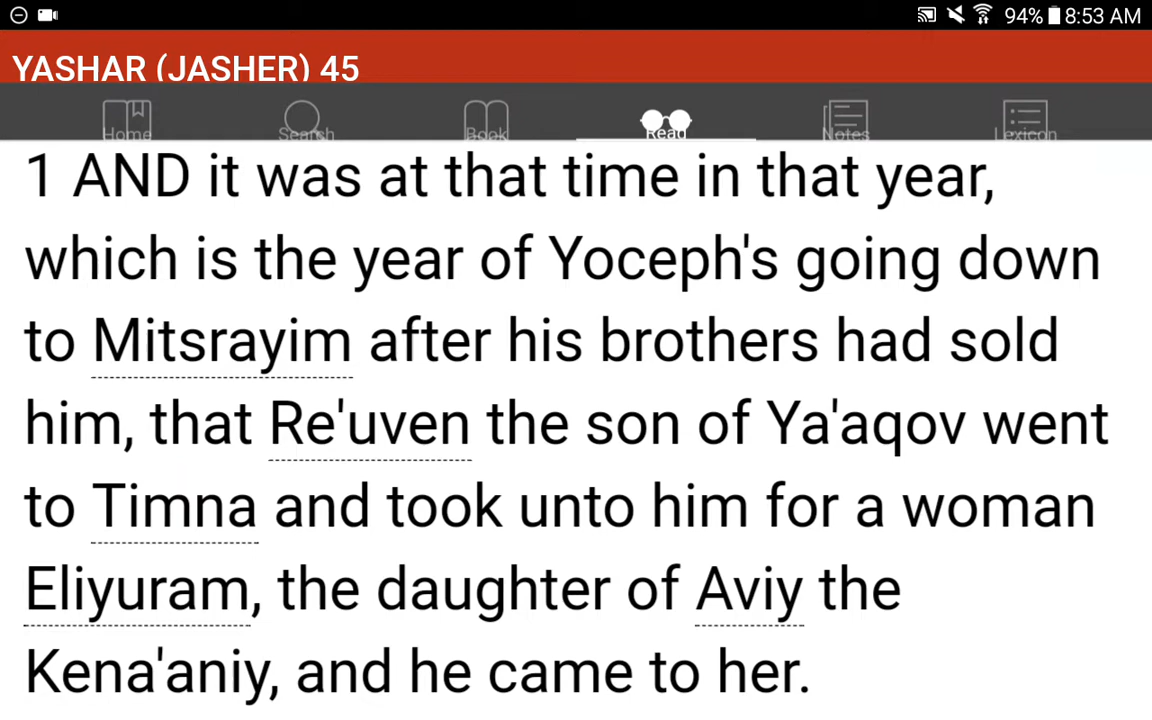 94% 8:53 AM
YASHAR (JASHER) 45
Home Search Book Read Notes Lexicon
1 AND it was at that time in that year,
which is the year of Yoceph's going down
to Mitsrayim after his brothers had sold
him, that Re'uven the son of Ya'aqov went
to Timna and took unto him for a woman
Eliyuram, the daughter of Aviy the
Kena'aniy, and he came to her.